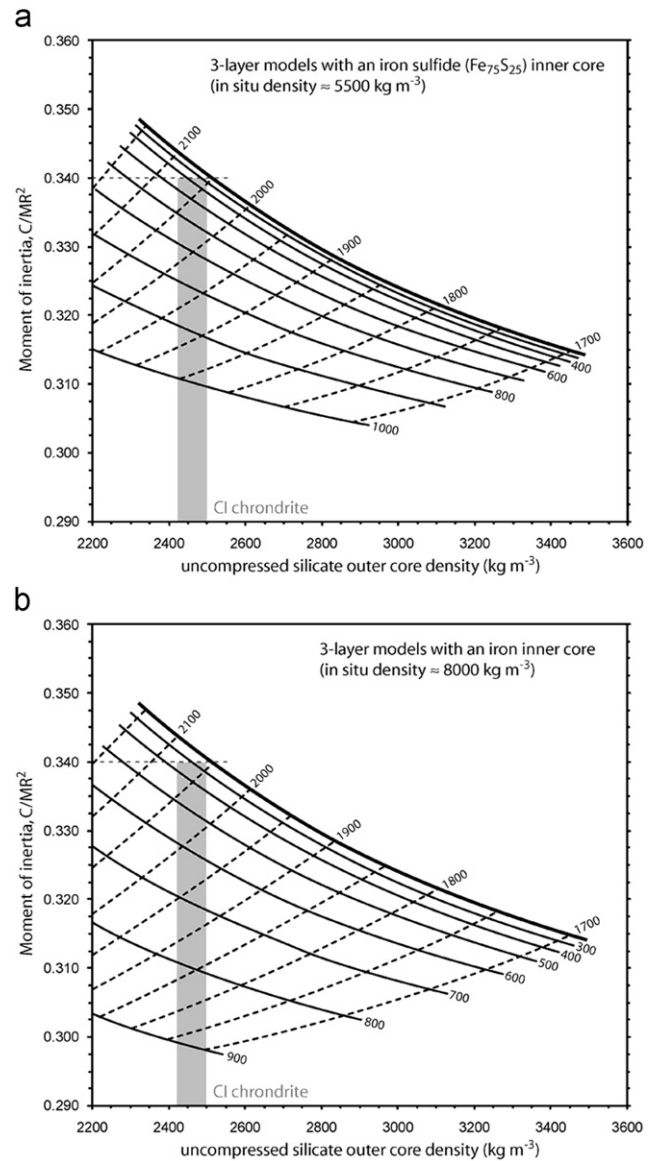 a
0.360
3-layer models with an iron sulfide (Fe75S25) inner core
(in situ density ≈ 5500 kg m-3)
0.350
2100
0.340
2000
0.330
1900
0.320
1800
1700
400
600
0.310
800
1000
0.300
CI chrondrite
0.290
Moment of inertia, C/MR2
2200 2400 2600 2800 3000 3200 3400 3600
uncompressed silicate outer core density (kg m-3)
b
0.360
3-layer models with an iron inner core
(in situ density ≈ 8000 kg m-3)
0.350
2100
0.340
2000
0.330
1900
0.320
1800
1700
300
400
500
600
0.310
700
800
0.300
900
CI chrondrite
0.290
Moment of inertia, C/MR2
2200 2400 2600 2800 3000 3200 3400 3600
uncompressed silicate outer core density (kg m-3)